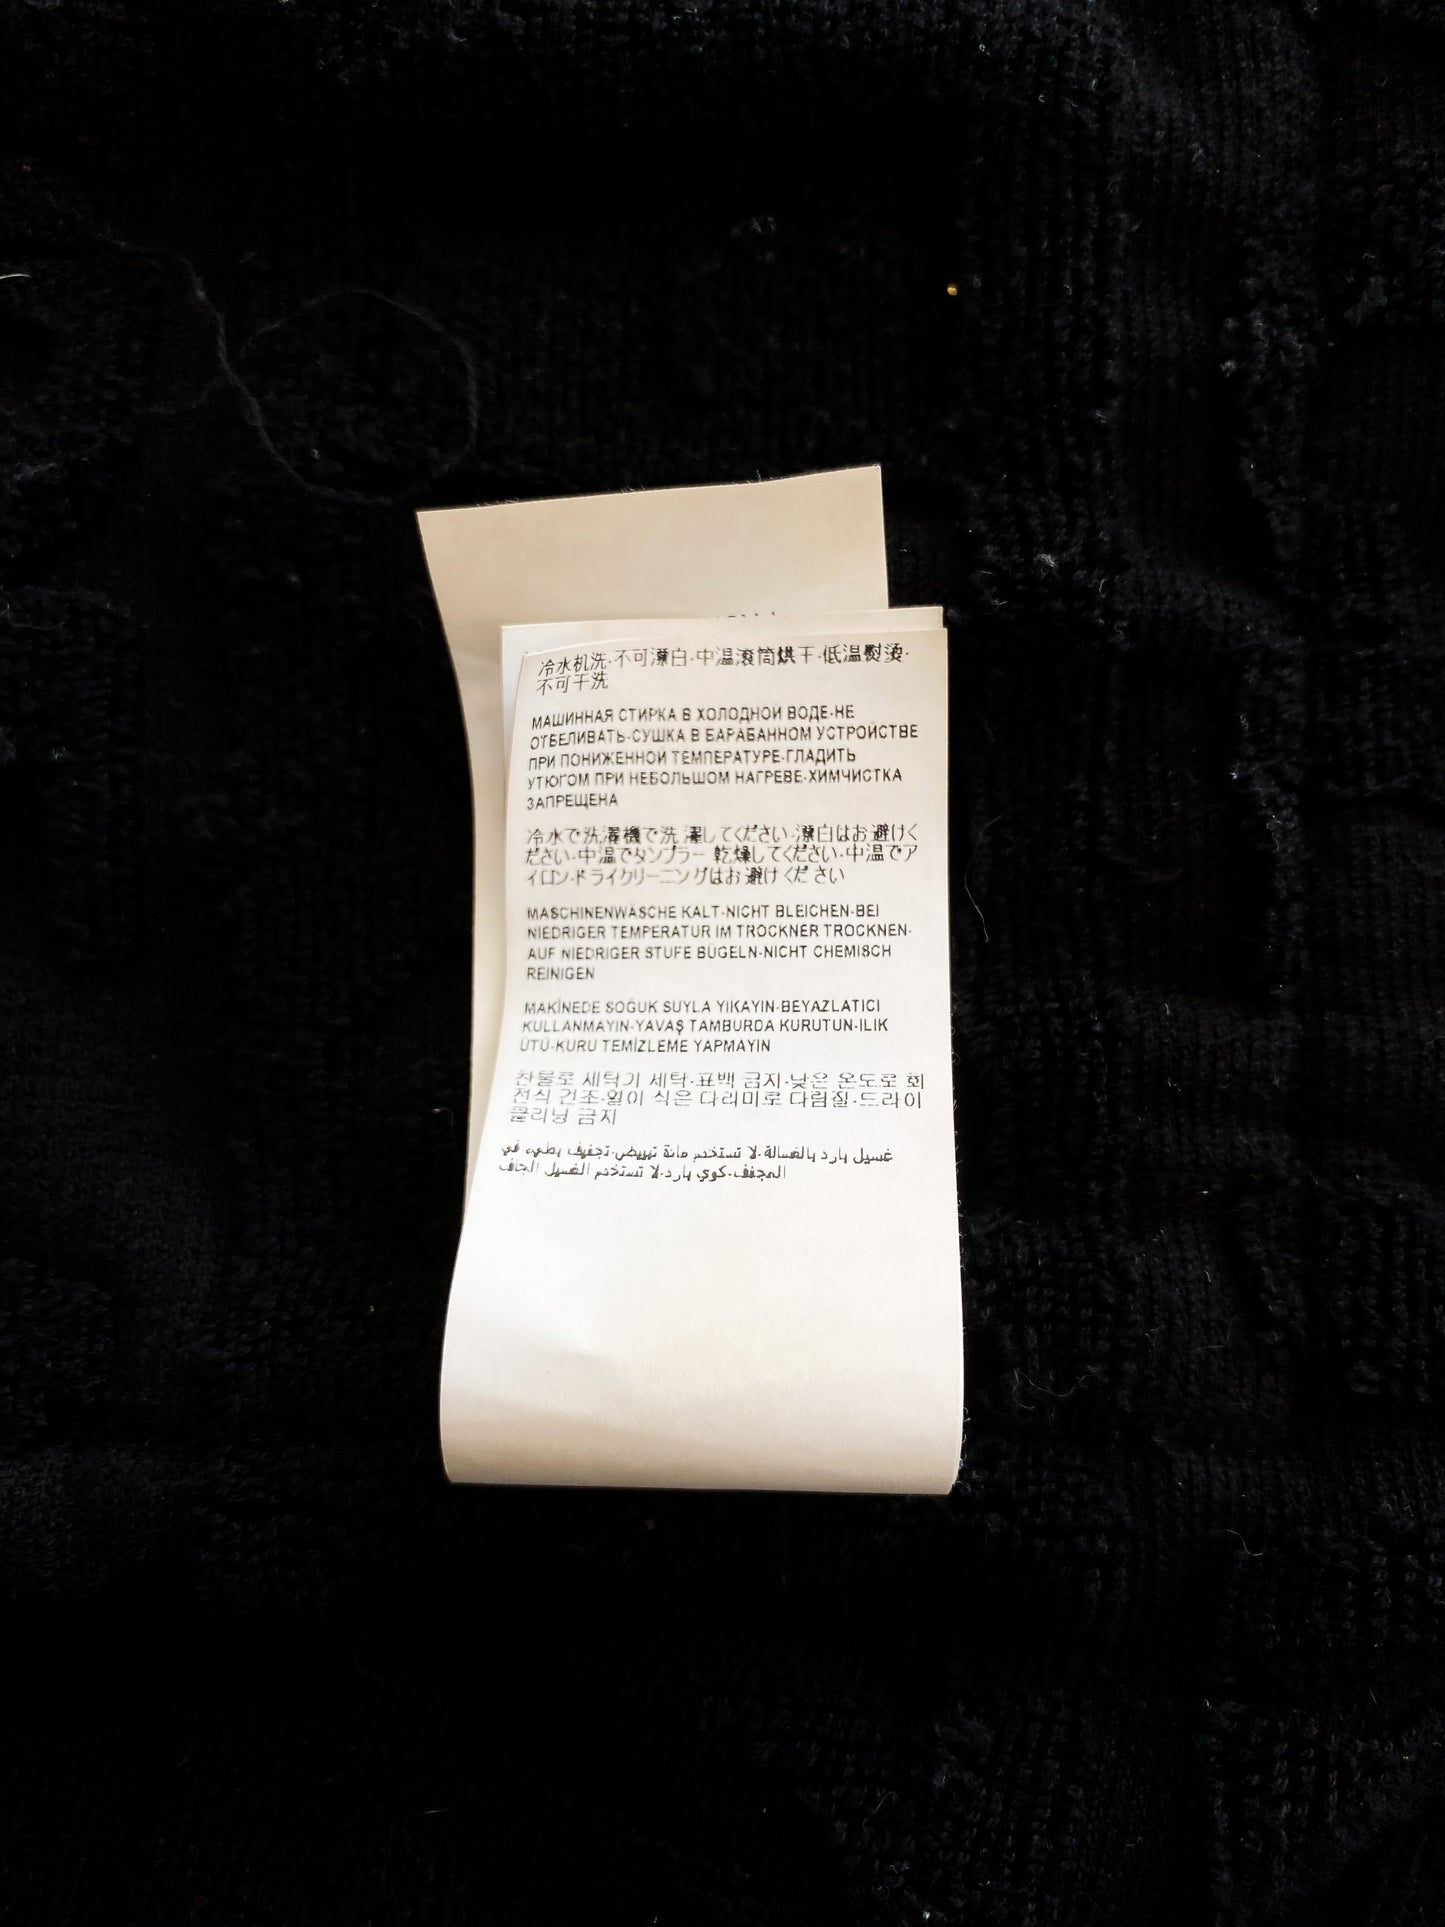 冷水机洗·不可漂白·中温滚筒烘干·低温熨烫·
不可干洗
МАШИННАЯ СТИРКА В ХОЛОДНОЙ ВОДЕ-НЕ
ОТБЕЛИВАТЬ-СУШКА В БАРАБАННОМ УСТРОЙСТВЕ
ПРИ ПОНИЖЕННОЙ ТЕМПЕРАТУРЕ-ГЛАДИТЬ
УТЮГОМ ПРИ НЕБОЛЬШОМ НАГРЕВЕ-ХИМЧИСТКА
ЗАПРЕЩЕНА
冷水で洗濯機で洗 濯してください·漂白はお避けく
ださい·中温でタンブラー 乾燥してください·中温でア
イロン·ドライクリーニングはお避けください
MASCHINENWÄSCHE KALT-NICHT BLEICHEN-BEI
NIEDRIGER TEMPERATUR IM TROCKNER TROCKNEN-
AUF NIEDRIGER STUFE BÜGELN-NICHT CHEMISCH
REINIGEN
MAKİNEDE SOĞUK SUYLA YIKAYIN-BEYAZLATICI
KULLANMAYIN-YAVAŞ TAMBURDA KURUTUN-ILIK
ÜTÜ-KURU TEMİZLEME YAPMAYIN
찬물로 세탁기 세탁·표백 금지·낮은 온도로 회
전식 건조·열이 식은 다리미로 다림질·드라이
클리닝 금지
غسيل بارد بالغسالة-لا تستخدم مادة تبييض-تجفيف بطيء في
المجفف-كوي بارد-لا تستخدم الغسيل الجاف